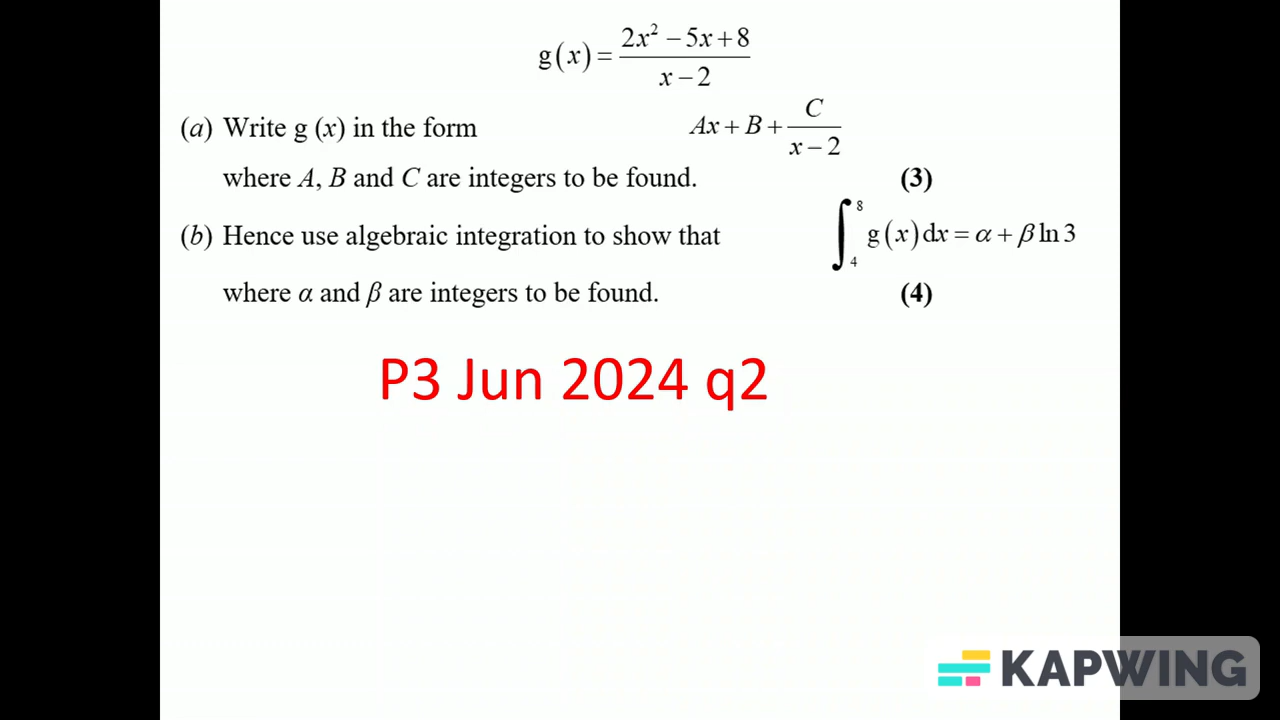 g(x) = (2x² − 5x + 8)/(x − 2)
(a) Write g (x) in the form Ax + B + C/(x − 2)
where A, B and C are integers to be found. (3)
(b) Hence use algebraic integration to show that ∫₄⁸ g(x)dx = α + β ln 3
where α and β are integers to be found. (4)
P3 Jun 2024 q2
KAPWING